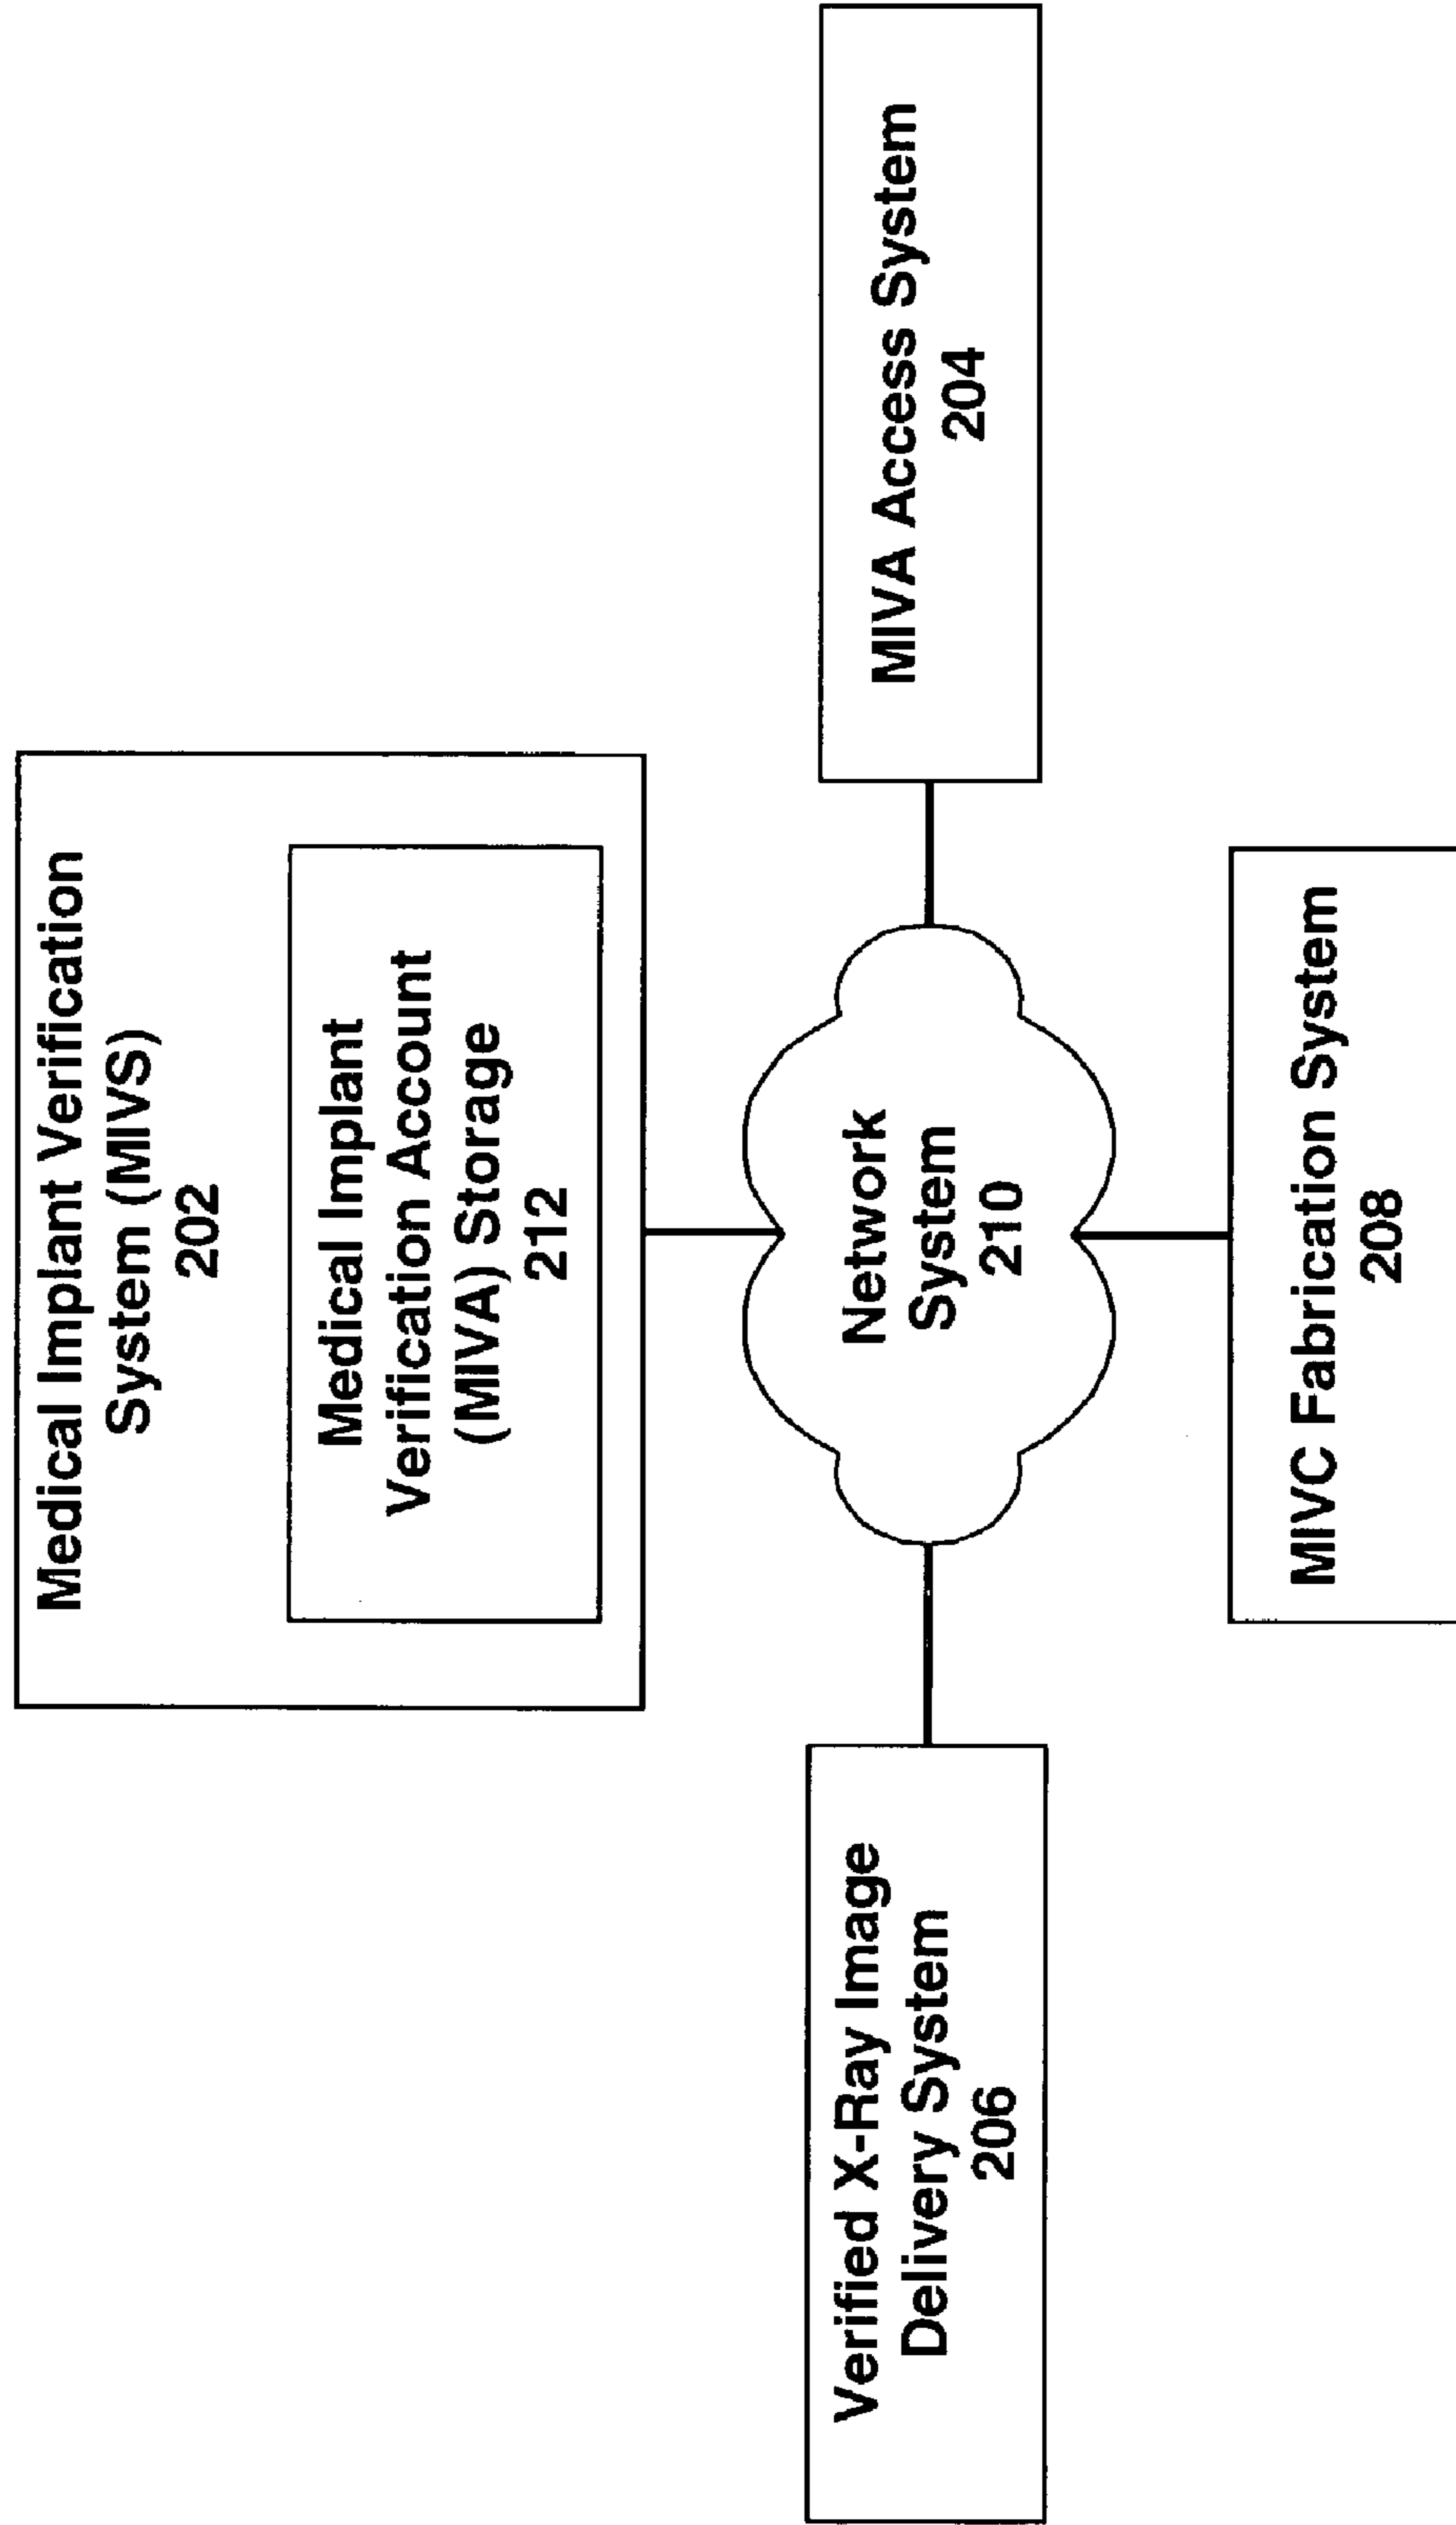 Medical Implant Verification
System (MIVS)
202
Medical Implant
Verification Account
(MIVA) Storage
212
Verified X-Ray Image
Delivery System
206
Network
System
210
MIVA Access System
204
MIVC Fabrication System
208